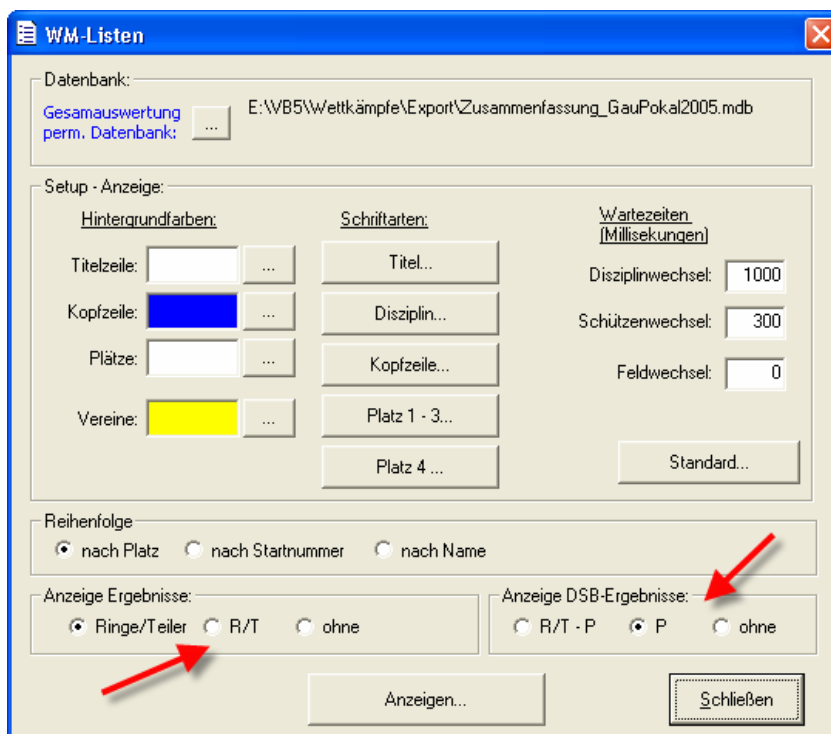 WM-Listen
Datenbank:
Gesamauswertung
perm. Datenbank:
...
E:\VB5\Wettkämpfe\Export\Zusammenfassung_GauPokal2005.mdb
Setup - Anzeige:
Hintergrundfarben:
Titelzeile:
...
Kopfzeile:
...
Plätze:
...
Vereine:
...
Schriftarten:
Titel...
Disziplin...
Kopfzeile...
Platz 1 - 3...
Platz 4 ...
Wartezeiten
(Millisekungen)
Disziplinwechsel: 1000
Schützenwechsel: 300
Feldwechsel: 0
Standard...
Reihenfolge
nach Platz nach Startnummer nach Name
Anzeige Ergebnisse:
Ringe/Teiler R/T ohne
Anzeige DSB-Ergebnisse:
R/T - P P ohne
Anzeigen...
Schließen